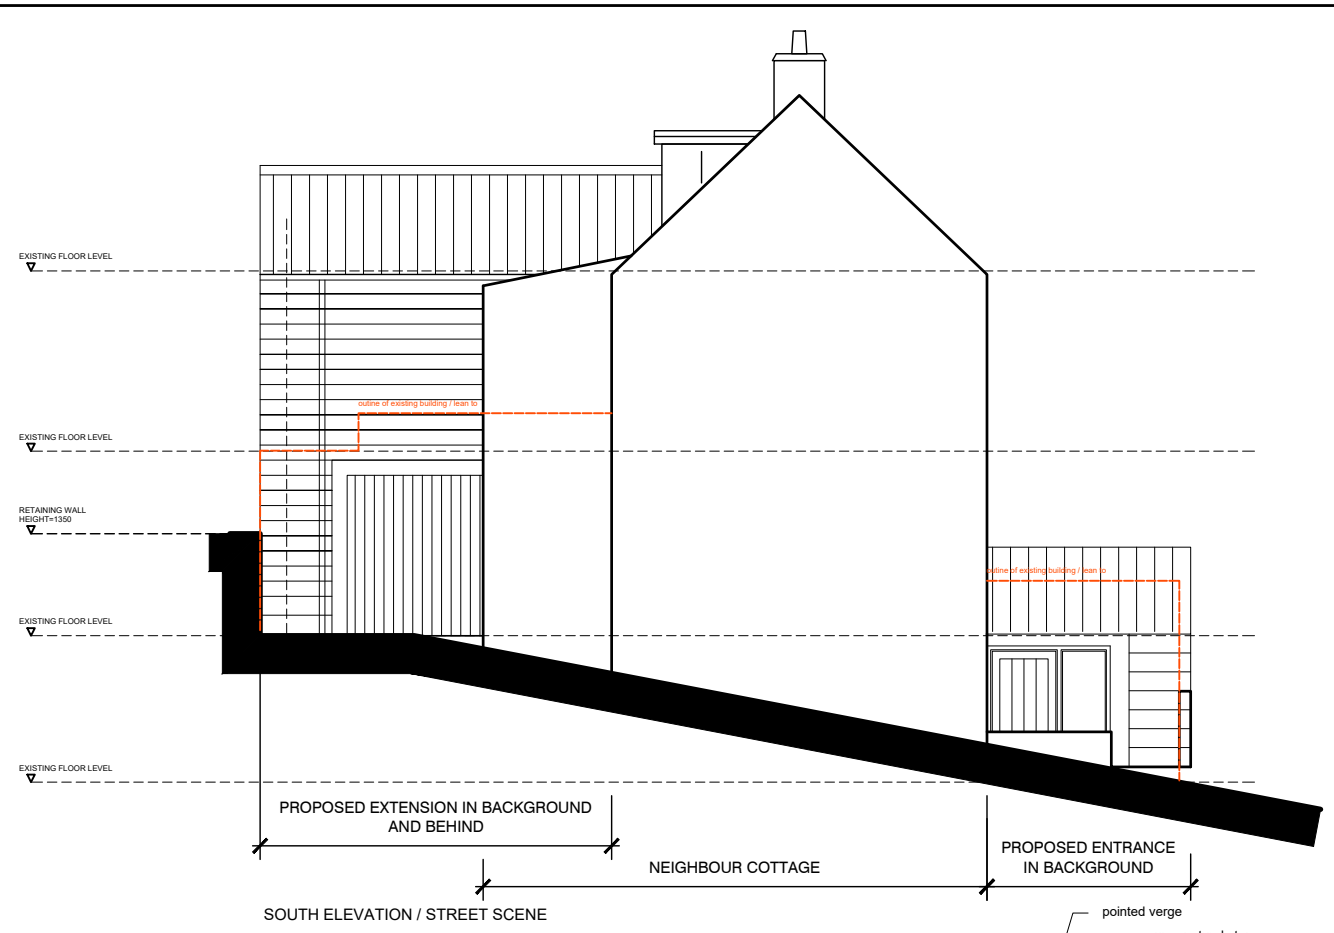 EXISTING FLOOR LEVEL
outine of existing building / lean to
EXISTING FLOOR LEVEL
RETAINING WALL
HEIGHT=1350
outine of existing building / lean to
EXISTING FLOOR LEVEL
EXISTING FLOOR LEVEL
PROPOSED EXTENSION IN BACKGROUND
AND BEHIND
PROPOSED ENTRANCE
IN BACKGROUND
NEIGHBOUR COTTAGE
SOUTH ELEVATION / STREET SCENE
pointed verge